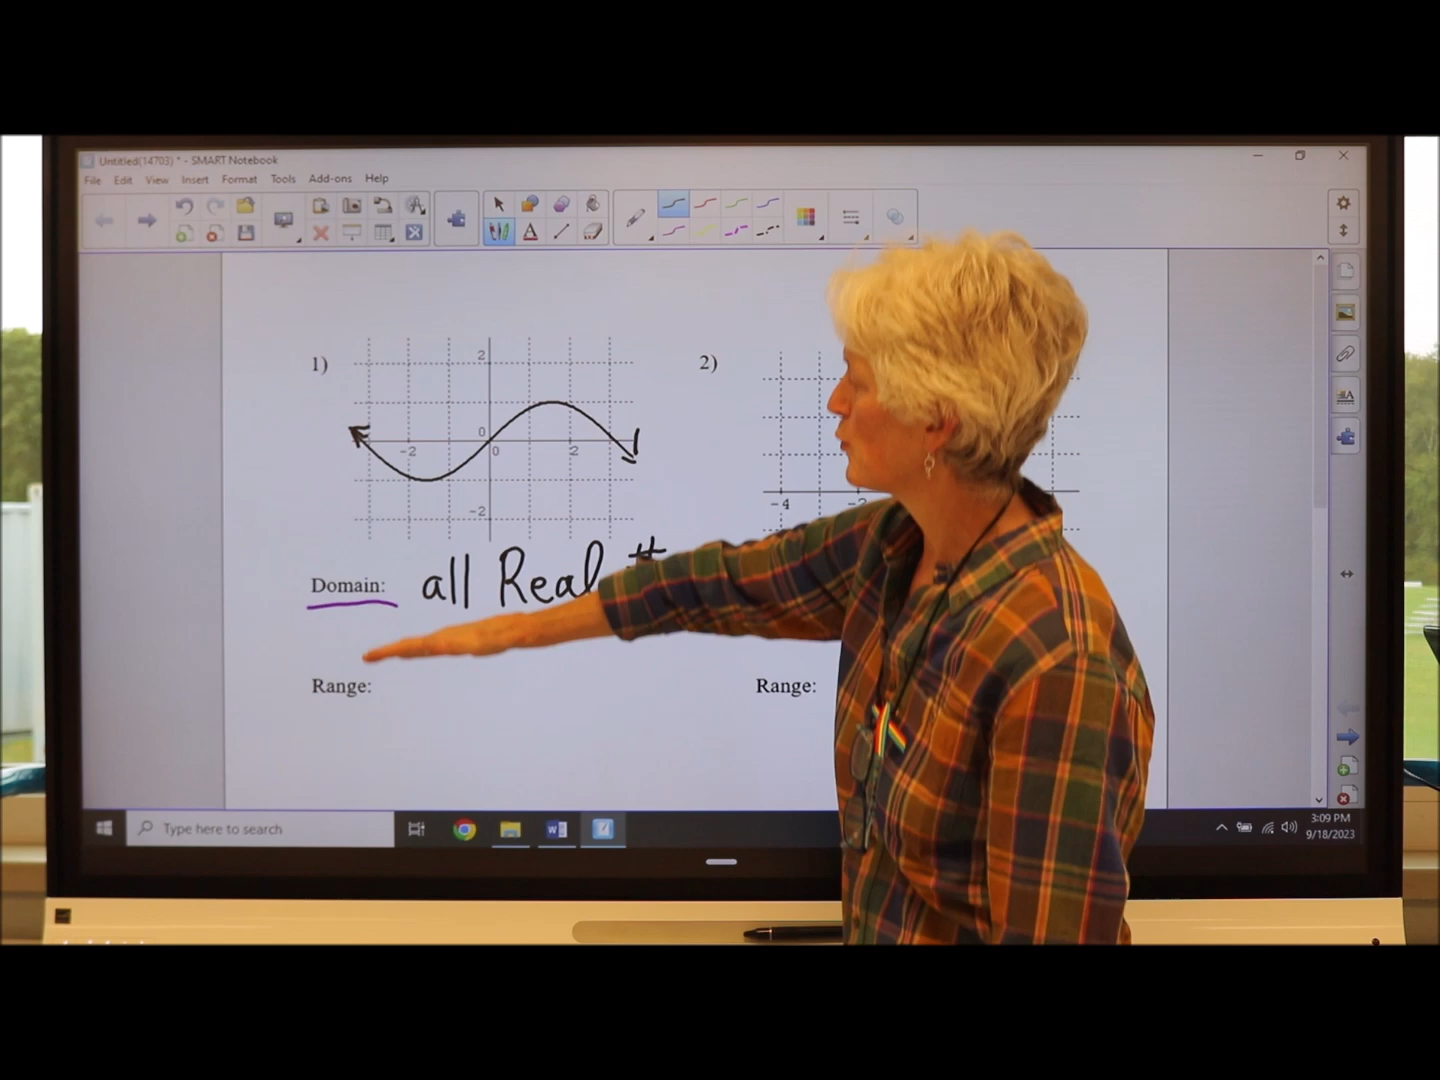 Untitled(14703) * - SMART Notebook
File Edit View Insert Format Tools Add-ons Help
1)
2
0
-2
0
2
-2
2)
-4
-2
Domain: all Real #
Range:
Range:
Type here to search
3:09 PM
9/18/2023